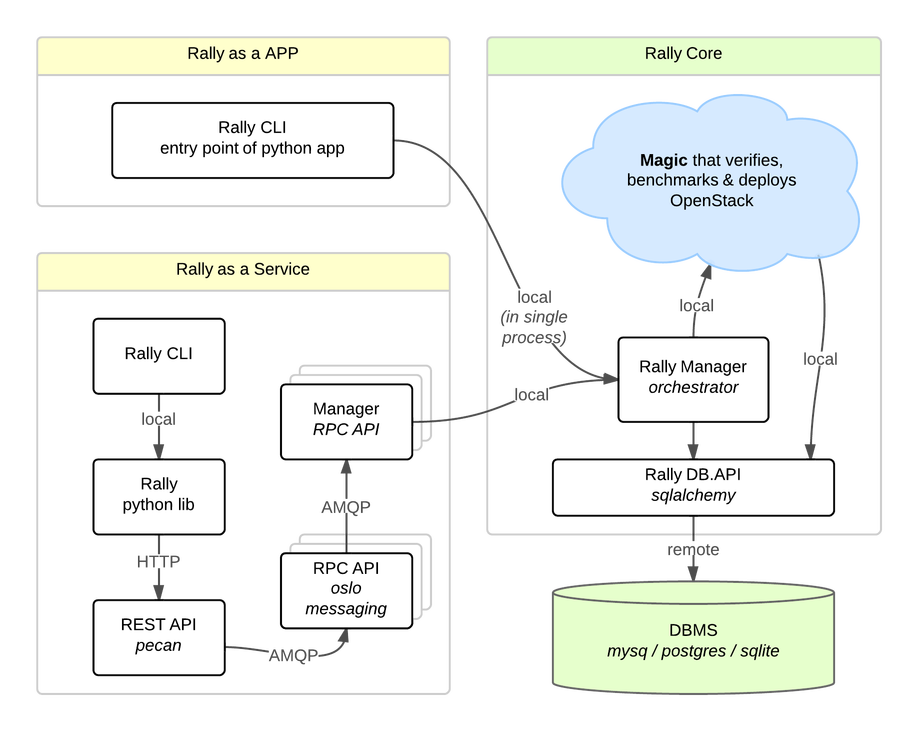 Rally as a APP
Rally CLI
entry point of python app
Rally as a Service
Rally CLI
local
Rally
python lib
HTTP
REST API
pecan
AMQP
RPC API
oslo
messaging
AMQP
Manager
RPC API
local
local
(in single
process)
Rally Core
Magic that verifies,
benchmarks & deploys
OpenStack
local
local
Rally Manager
orchestrator
Rally DB.API
sqlalchemy
remote
DBMS
mysq / postgres / sqlite